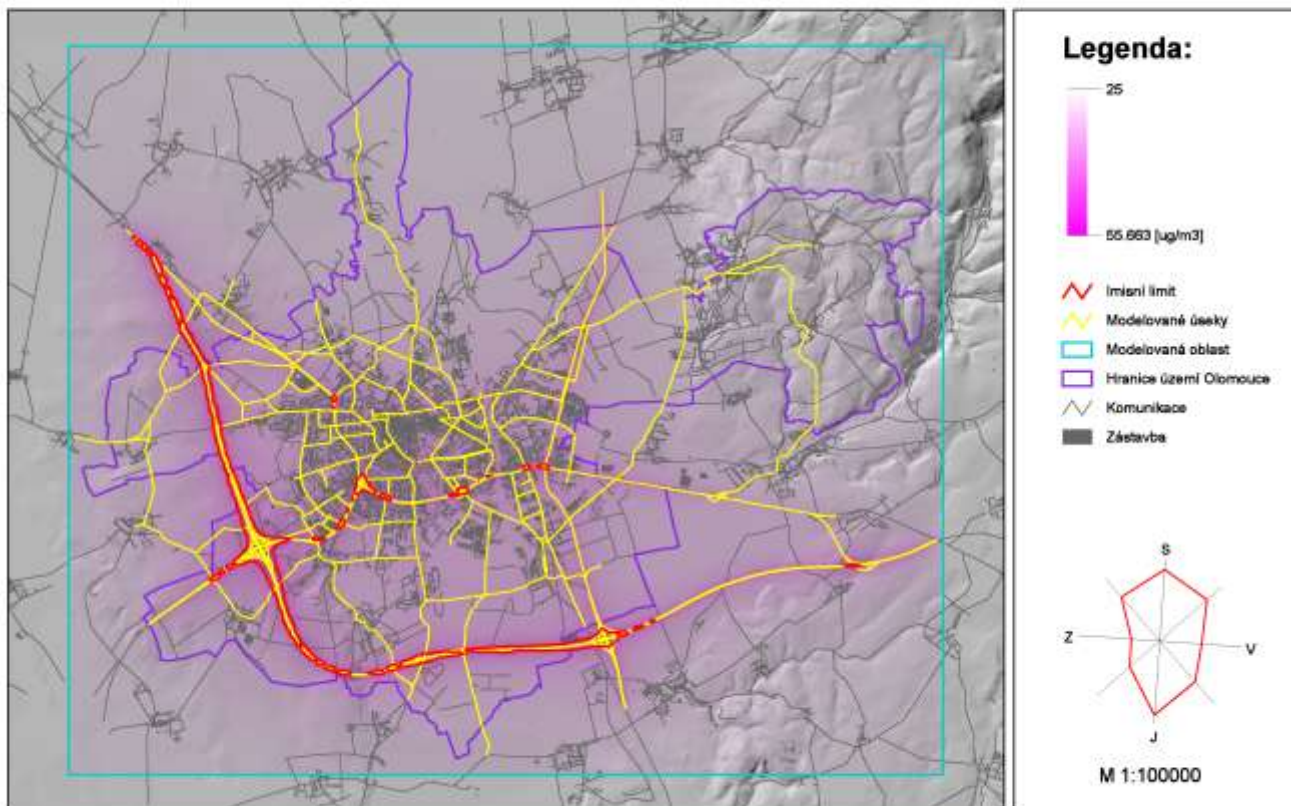 Legenda:
25
55.663 [ug/m3]
Imisní limit
Modelované úseky
Modelovaná oblast
Hranice území Olomouce
Komunikace
Zástavba
S
Z
V
J
M 1:100000